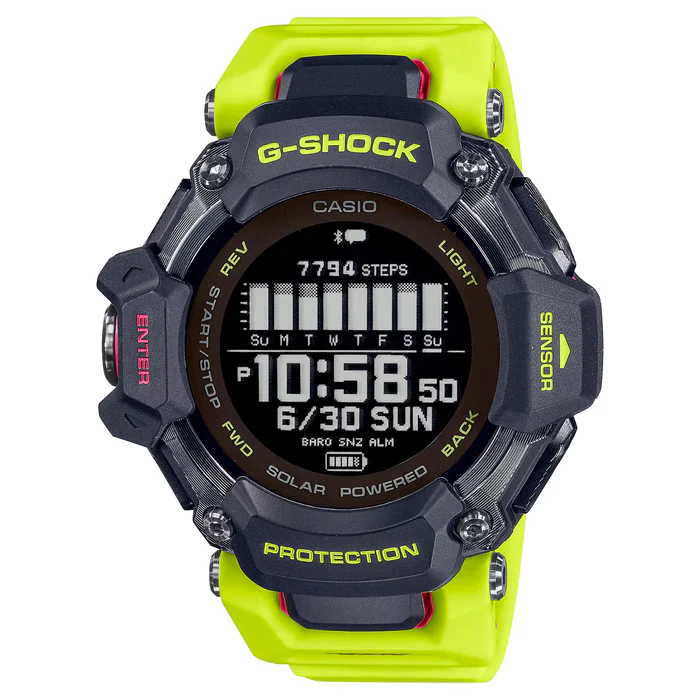 G-SHOCK
CASIO
REV
LIGHT
7794 STEPS
Su M T W T F S Su
START/STOP
ENTER
SENSOR
P 10:58 50
6/30 SUN
BARO SNZ ALM
FWD
BACK
SOLAR POWERED
PROTECTION